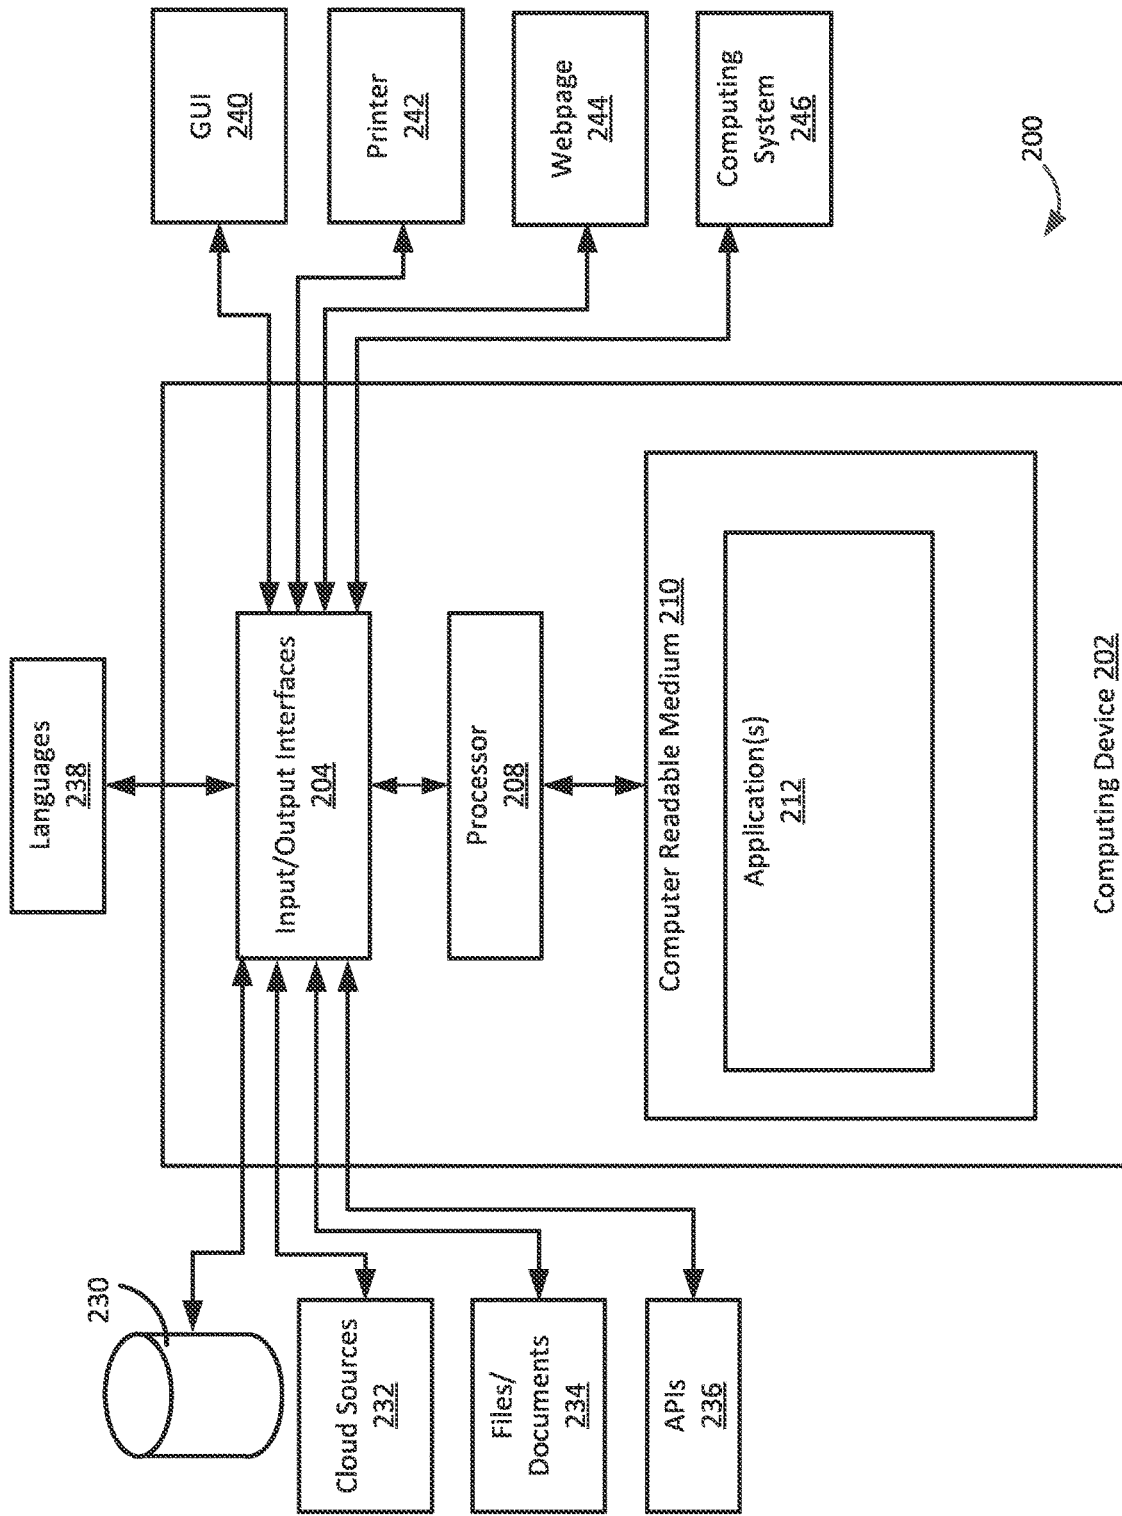 Languages
238
230
Cloud Sources
232
Files/
Documents
234
APIs
236
Input/Output Interfaces
204
Processor
208
Computer Readable Medium 210
Application(s)
212
Computing Device 202
GUI
240
Printer
242
Webpage
244
Computing
System
246
200